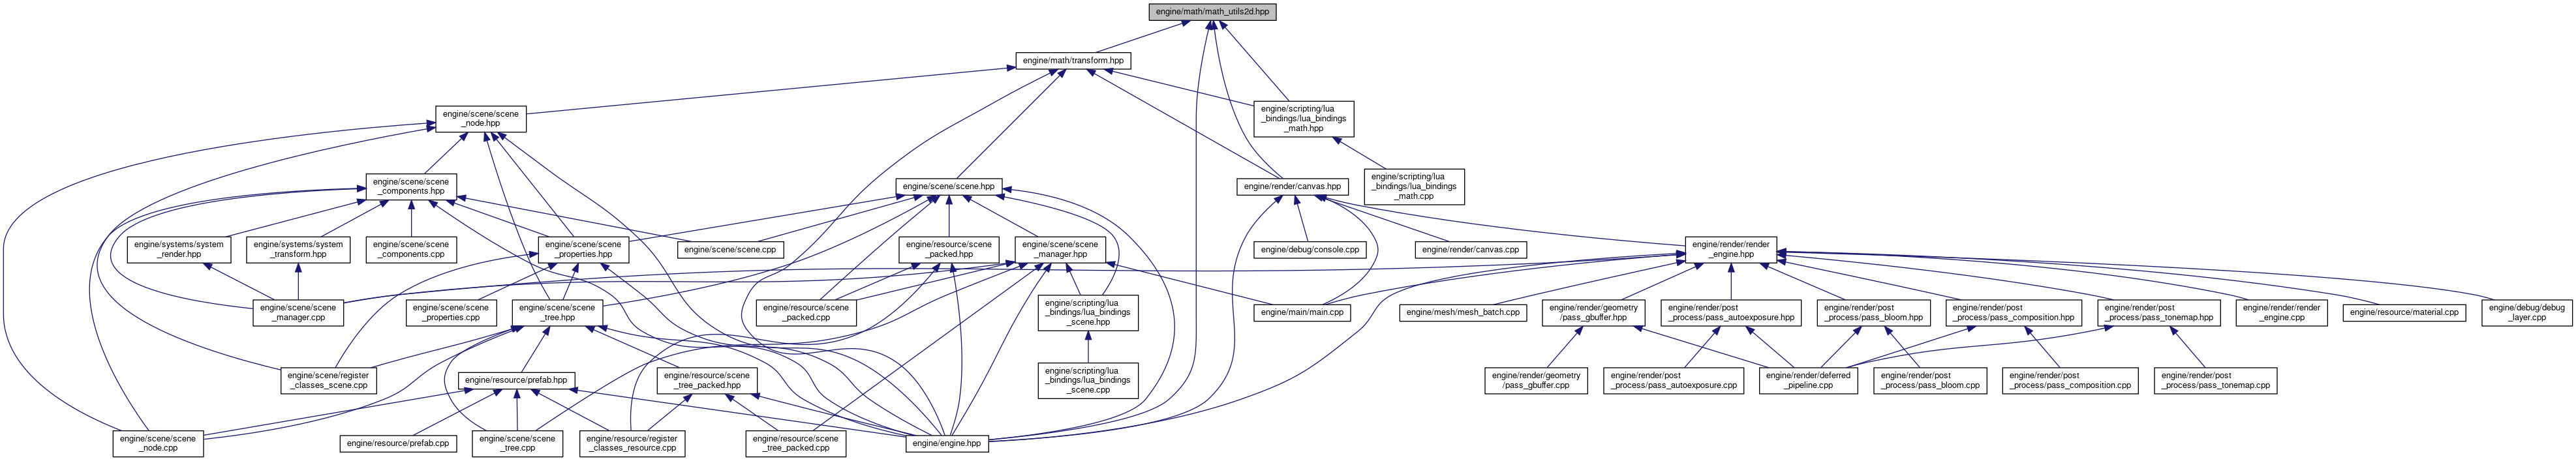 engine/math/math_utils2d.hpp
engine/math/transform.hpp
engine/scene/scene
_node.hpp
engine/scripting/lua
_bindings/lua_bindings
_math.hpp
engine/scene/scene
_components.hpp
engine/scene/scene.hpp
engine/render/canvas.hpp
engine/scripting/lua
_bindings/lua_bindings
_math.cpp
engine/systems/system
_render.hpp
engine/systems/system
_transform.hpp
engine/scene/scene
_components.cpp
engine/scene/scene
_properties.hpp
engine/scene/scene.cpp
engine/resource/scene
_packed.hpp
engine/scene/scene
_manager.hpp
engine/debug/console.cpp
engine/render/canvas.cpp
engine/render/render
_engine.hpp
engine/scene/scene
_manager.cpp
engine/scene/scene
_properties.cpp
engine/scene/scene
_tree.hpp
engine/resource/scene
_packed.cpp
engine/scripting/lua
_bindings/lua_bindings
_scene.hpp
engine/main/main.cpp
engine/mesh/mesh_batch.cpp
engine/render/geometry
/pass_gbuffer.hpp
engine/render/post
_process/pass_autoexposure.hpp
engine/render/post
_process/pass_bloom.hpp
engine/render/post
_process/pass_composition.hpp
engine/render/post
_process/pass_tonemap.hpp
engine/render/render
_engine.cpp
engine/resource/material.cpp
engine/debug/debug
_layer.cpp
engine/scene/register
_classes_scene.cpp
engine/resource/prefab.hpp
engine/resource/scene
_tree_packed.hpp
engine/scripting/lua
_bindings/lua_bindings
_scene.cpp
engine/render/geometry
/pass_gbuffer.cpp
engine/render/post
_process/pass_autoexposure.cpp
engine/render/deferred
_pipeline.cpp
engine/render/post
_process/pass_bloom.cpp
engine/render/post
_process/pass_composition.cpp
engine/render/post
_process/pass_tonemap.cpp
engine/scene/scene
_node.cpp
engine/resource/prefab.cpp
engine/scene/scene
_tree.cpp
engine/resource/register
_classes_resource.cpp
engine/resource/scene
_tree_packed.cpp
engine/engine.hpp